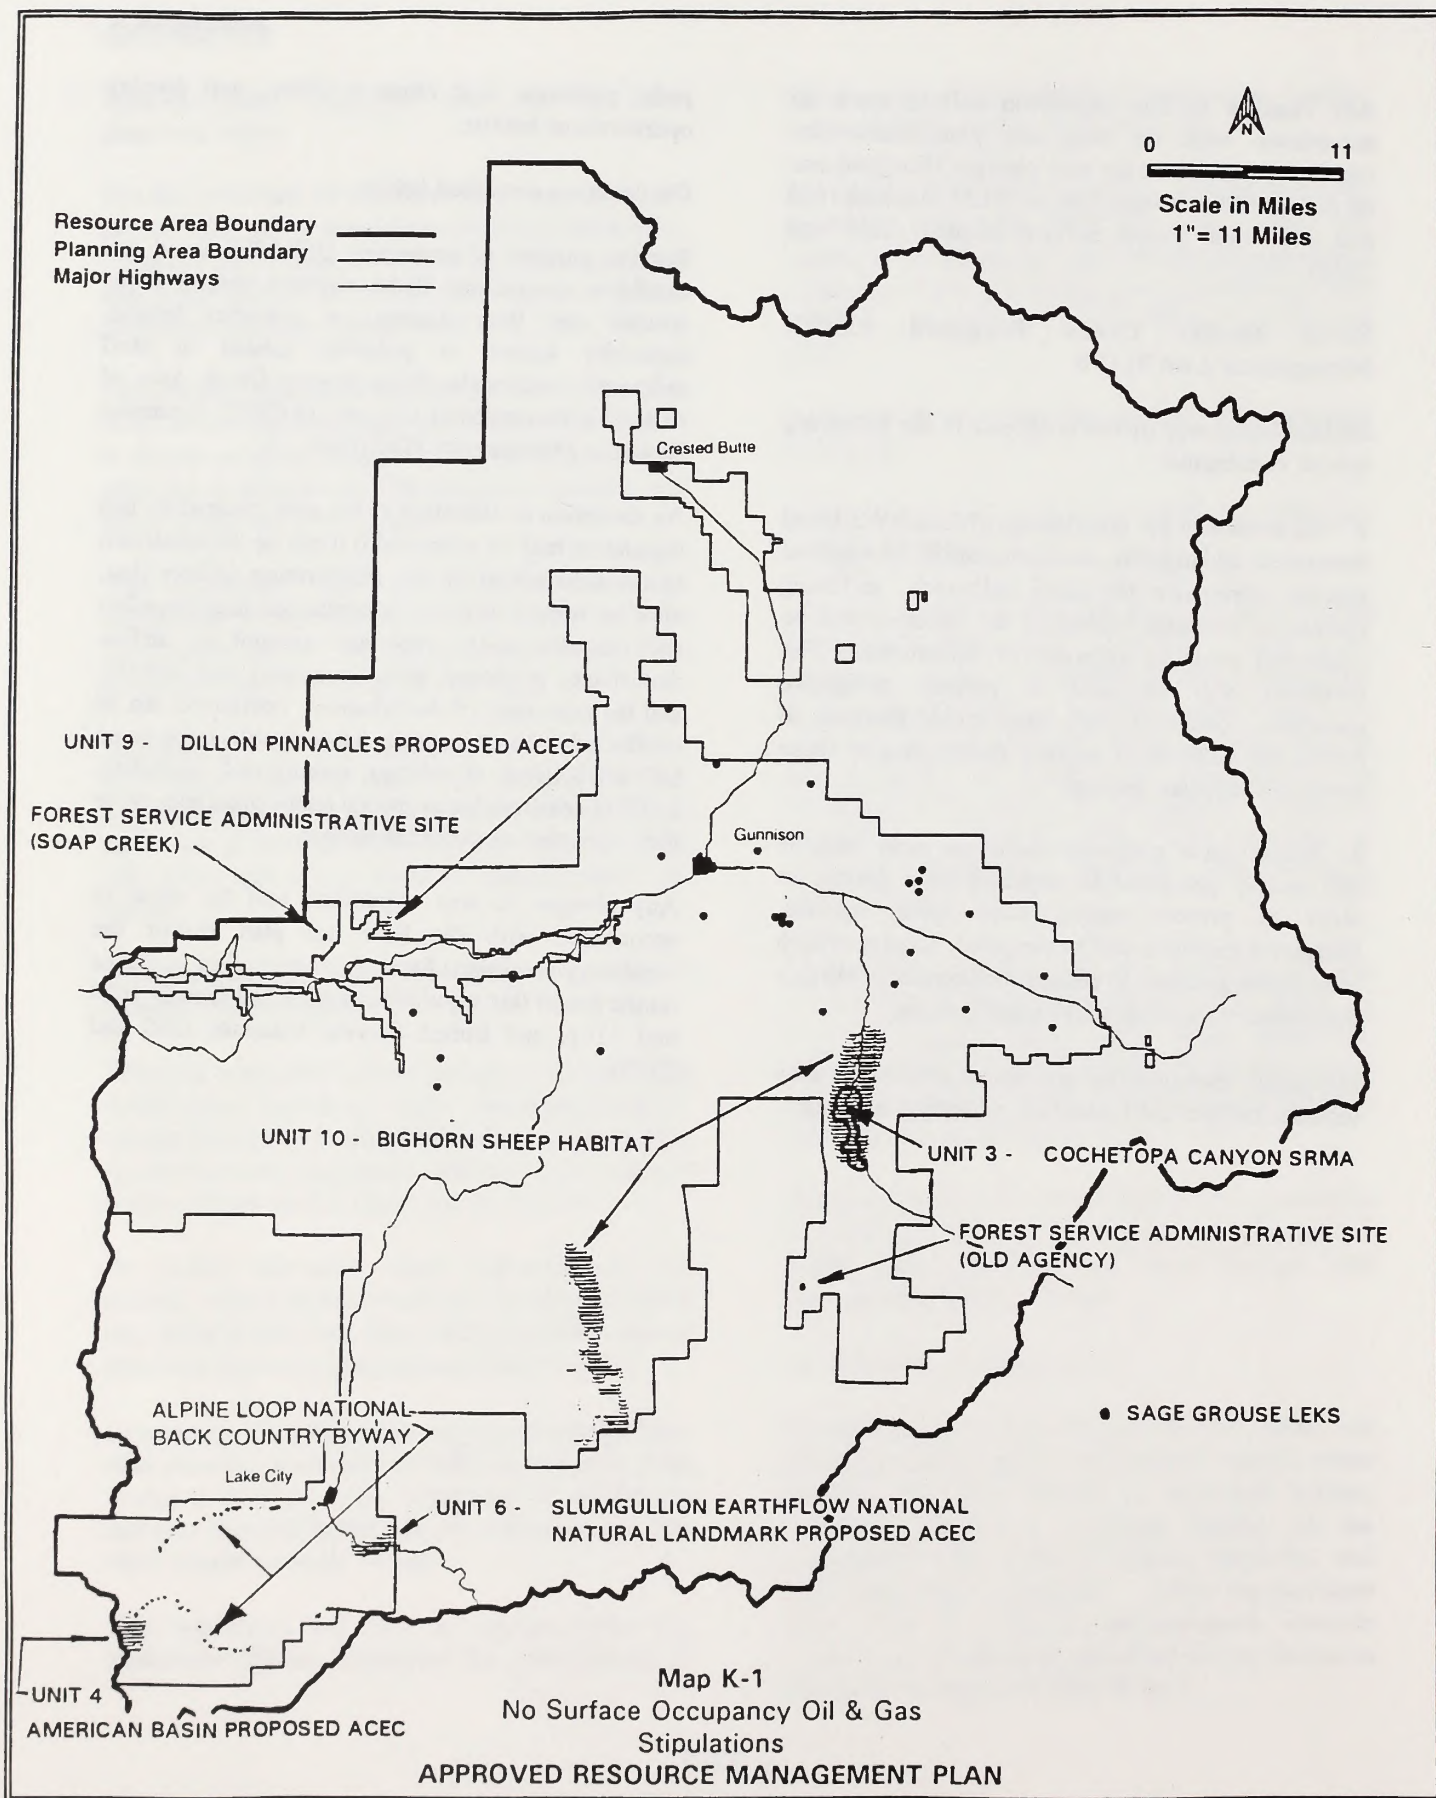 N
0 11
Scale in Miles
1"= 11 Miles
Resource Area Boundary
Planning Area Boundary
Major Highways
Crested Butte
UNIT 9 - DILLON PINNACLES PROPOSED ACEC
FOREST SERVICE ADMINISTRATIVE SITE
(SOAP CREEK)
Gunnison
UNIT 10 - BIGHORN SHEEP HABITAT
UNIT 3 - COCHETOPA CANYON SRMA
FOREST SERVICE ADMINISTRATIVE SITE
(OLD AGENCY)
SAGE GROUSE LEKS
ALPINE LOOP NATIONAL
BACK COUNTRY BYWAY
Lake City
UNIT 6 - SLUMGULLION EARTHFLOW NATIONAL
NATURAL LANDMARK PROPOSED ACEC
UNIT 4
AMERICAN BASIN PROPOSED ACEC
Map K-1
No Surface Occupancy Oil & Gas
Stipulations
APPROVED RESOURCE MANAGEMENT PLAN